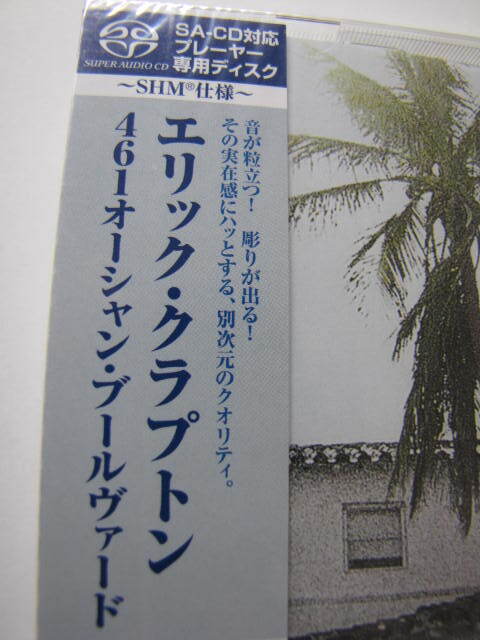 SUPER AUDIO CD
SA-CD対応
プレーヤー
専用ディスク
～SHM®仕様～
音が粒立つ！ 彫りが出る！
その実在感にハッとする、別次元のクオリティ。
エリック・クラプトン
461オーシャン・ブールヴァード